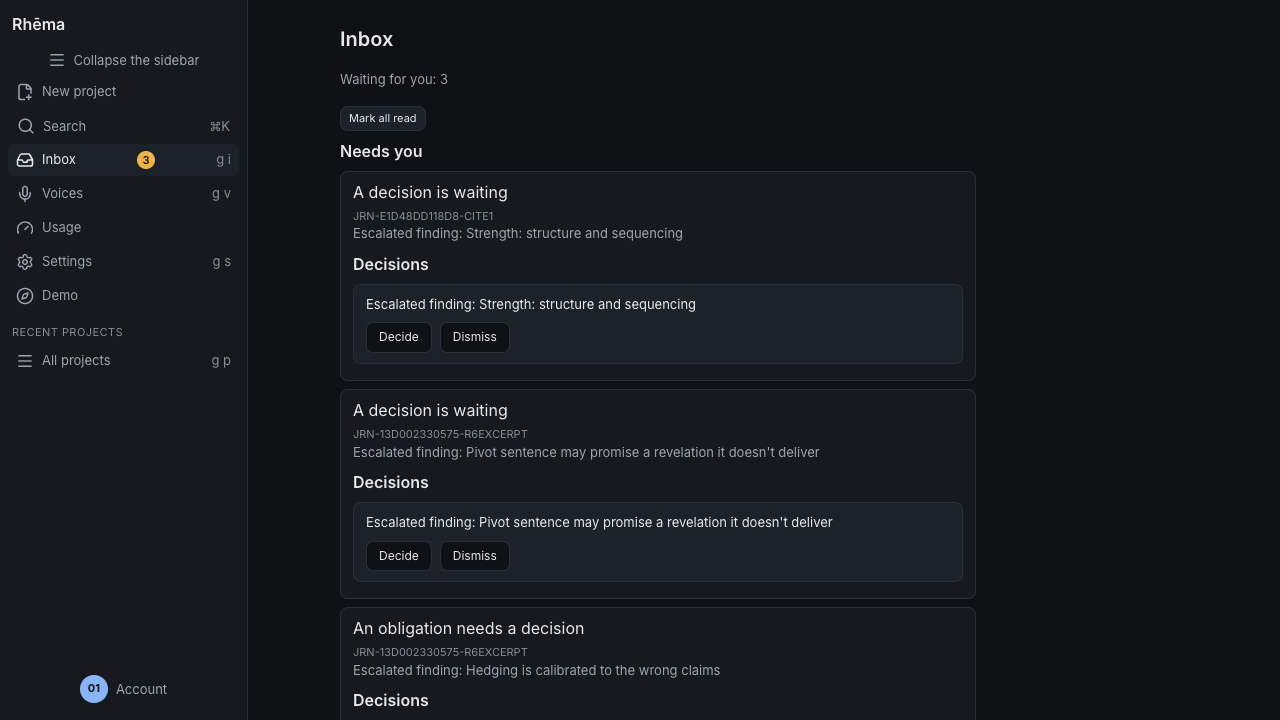 Rhēma
Collapse the sidebar
New project
Search ⌘K
Inbox 3 g i
Voices g v
Usage
Settings g s
Demo
RECENT PROJECTS
All projects g p
01 Account
Inbox
Waiting for you: 3
Mark all read
Needs you
A decision is waiting
JRN-E1D48DD118D8-CITE1
Escalated finding: Strength: structure and sequencing
Decisions
Escalated finding: Strength: structure and sequencing
Decide Dismiss
A decision is waiting
JRN-13D002330575-R6EXCERPT
Escalated finding: Pivot sentence may promise a revelation it doesn't deliver
Decisions
Escalated finding: Pivot sentence may promise a revelation it doesn't deliver
Decide Dismiss
An obligation needs a decision
JRN-13D002330575-R6EXCERPT
Escalated finding: Hedging is calibrated to the wrong claims
Decisions